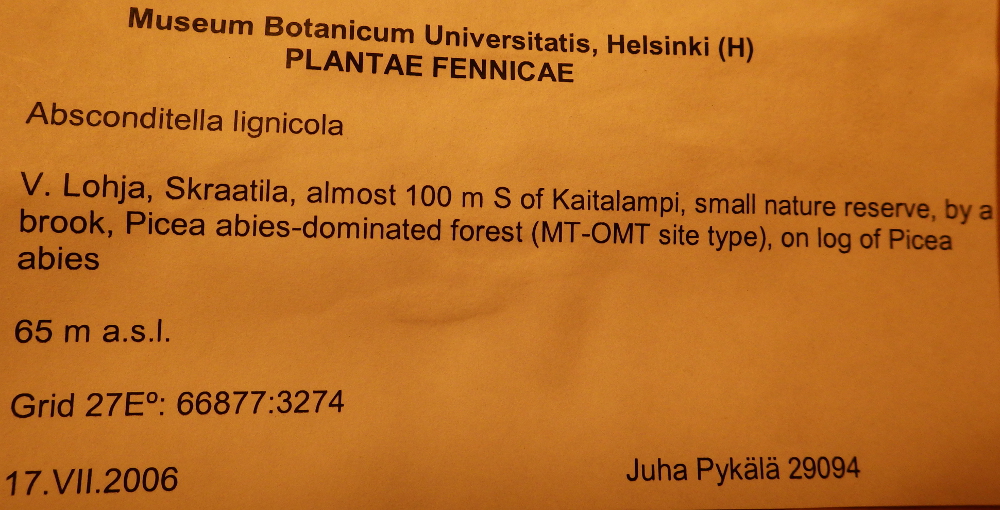 Museum Botanicum Universitatis, Helsinki (H)
PLANTAE FENNICAE
Absconditella lignicola
V. Lohja, Skraatila, almost 100 m S of Kaitalampi, small nature reserve, by a
brook, Picea abies-dominated forest (MT-OMT site type), on log of Picea
abies
65 m a.s.l.
Grid 27Eº: 66877:3274
17.VII.2006
Juha Pykälä 29094